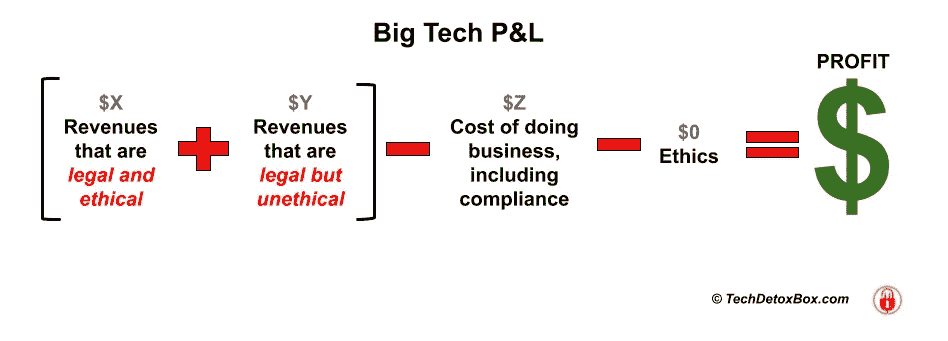 Big Tech P&L
PROFIT
$X
Revenues
that are
legal and
ethical
$Y
Revenues
that are
legal but
unethical
$Z
Cost of doing
business,
including
compliance
$0
Ethics
$
© TechDetoxBox.com